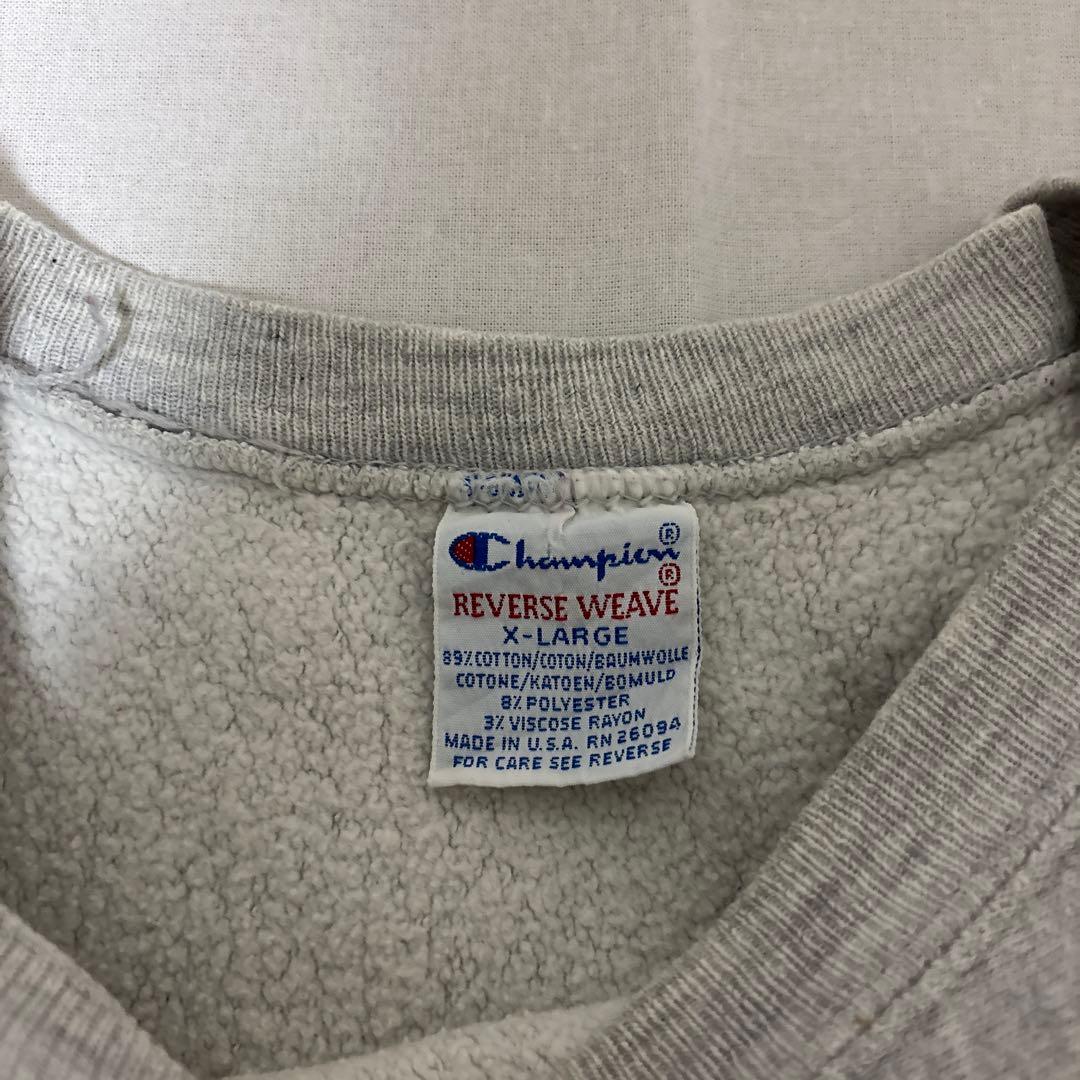 Champion®
REVERSE WEAVE®
X-LARGE
89% COTTON/COTON/BAUMWOLLE
COTONE/KATOEN/BOMULD
8% POLYESTER
3% VISCOSE RAYON
MADE IN U.S.A. RN 26094
FOR CARE SEE REVERSE